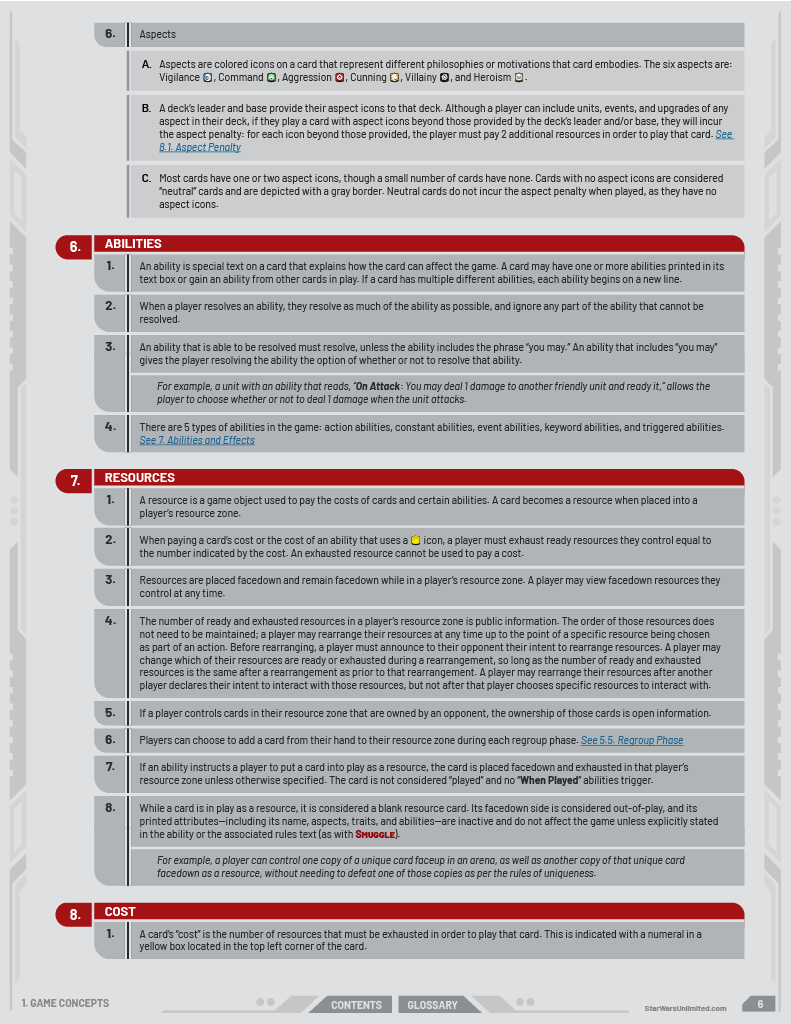 6. Aspects
A. Aspects are colored icons on a card that represent different philosophies or motivations that card embodies. The six aspects are:
Vigilance , Command , Aggression , Cunning , Villainy , and Heroism .
B. A deck's leader and base provide their aspect icons to that deck. Although a player can include units, events, and upgrades of any
aspect in their deck, if they play a card with aspect icons beyond those provided by the deck's leader and/or base, they will incur
the aspect penalty: for each icon beyond those provided, the player must pay 2 additional resources in order to play that card. See
8.1. Aspect Penalty
C. Most cards have one or two aspect icons, though a small number of cards have none. Cards with no aspect icons are considered
"neutral" cards and are depicted with a gray border. Neutral cards do not incur the aspect penalty when played, as they have no
aspect icons.
6. ABILITIES
1. An ability is special text on a card that explains how the card can affect the game. A card may have one or more abilities printed in its
text box or gain an ability from other cards in play. If a card has multiple different abilities, each ability begins on a new line.
2. When a player resolves an ability, they resolve as much of the ability as possible, and ignore any part of the ability that cannot be
resolved.
3. An ability that is able to be resolved must resolve, unless the ability includes the phrase "you may." An ability that includes "you may"
gives the player resolving the ability the option of whether or not to resolve that ability.
For example, a unit with an ability that reads, "On Attack: You may deal 1 damage to another friendly unit and ready it," allows the
player to choose whether or not to deal 1 damage when the unit attacks.
4. There are 5 types of abilities in the game: action abilities, constant abilities, event abilities, keyword abilities, and triggered abilities.
See 7. Abilities and Effects
7. RESOURCES
1. A resource is a game object used to pay the costs of cards and certain abilities. A card becomes a resource when placed into a
player's resource zone.
2. When paying a card's cost or the cost of an ability that uses a icon, a player must exhaust ready resources they control equal to
the number indicated by the cost. An exhausted resource cannot be used to pay a cost.
3. Resources are placed facedown and remain facedown while in a player's resource zone. A player may view facedown resources they
control at any time.
4. The number of ready and exhausted resources in a player's resource zone is public information. The order of those resources does
not need to be maintained; a player may rearrange their resources at any time up to the point of a specific resource being chosen
as part of an action. Before rearranging, a player must announce to their opponent their intent to rearrange resources. A player may
change which of their resources are ready or exhausted during a rearrangement, so long as the number of ready and exhausted
resources is the same after a rearrangement as prior to that rearrangement. A player may rearrange their resources after another
player declares their intent to interact with those resources, but not after that player chooses specific resources to interact with.
5. If a player controls cards in their resource zone that are owned by an opponent, the ownership of those cards is open information.
6. Players can choose to add a card from their hand to their resource zone during each regroup phase. See 5.5. Regroup Phase
7. If an ability instructs a player to put a card into play as a resource, the card is placed facedown and exhausted in that player's
resource zone unless otherwise specified. The card is not considered "played" and no "When Played" abilities trigger.
8. While a card is in play as a resource, it is considered a blank resource card. Its facedown side is considered out-of-play, and its
printed attributes—including its name, aspects, traits, and abilities—are inactive and do not affect the game unless explicitly stated
in the ability or the associated rules text (as with SMUGGLE).
For example, a player can control one copy of a unique card faceup in an arena, as well as another copy of that unique card
facedown as a resource, without needing to defeat one of those copies as per the rules of uniqueness.
8. COST
1. A card's "cost" is the number of resources that must be exhausted in order to play that card. This is indicated with a numeral in a
yellow box located in the top left corner of the card.
1. GAME CONCEPTS
CONTENTS
GLOSSARY
StarWarsUnlimited.com
6